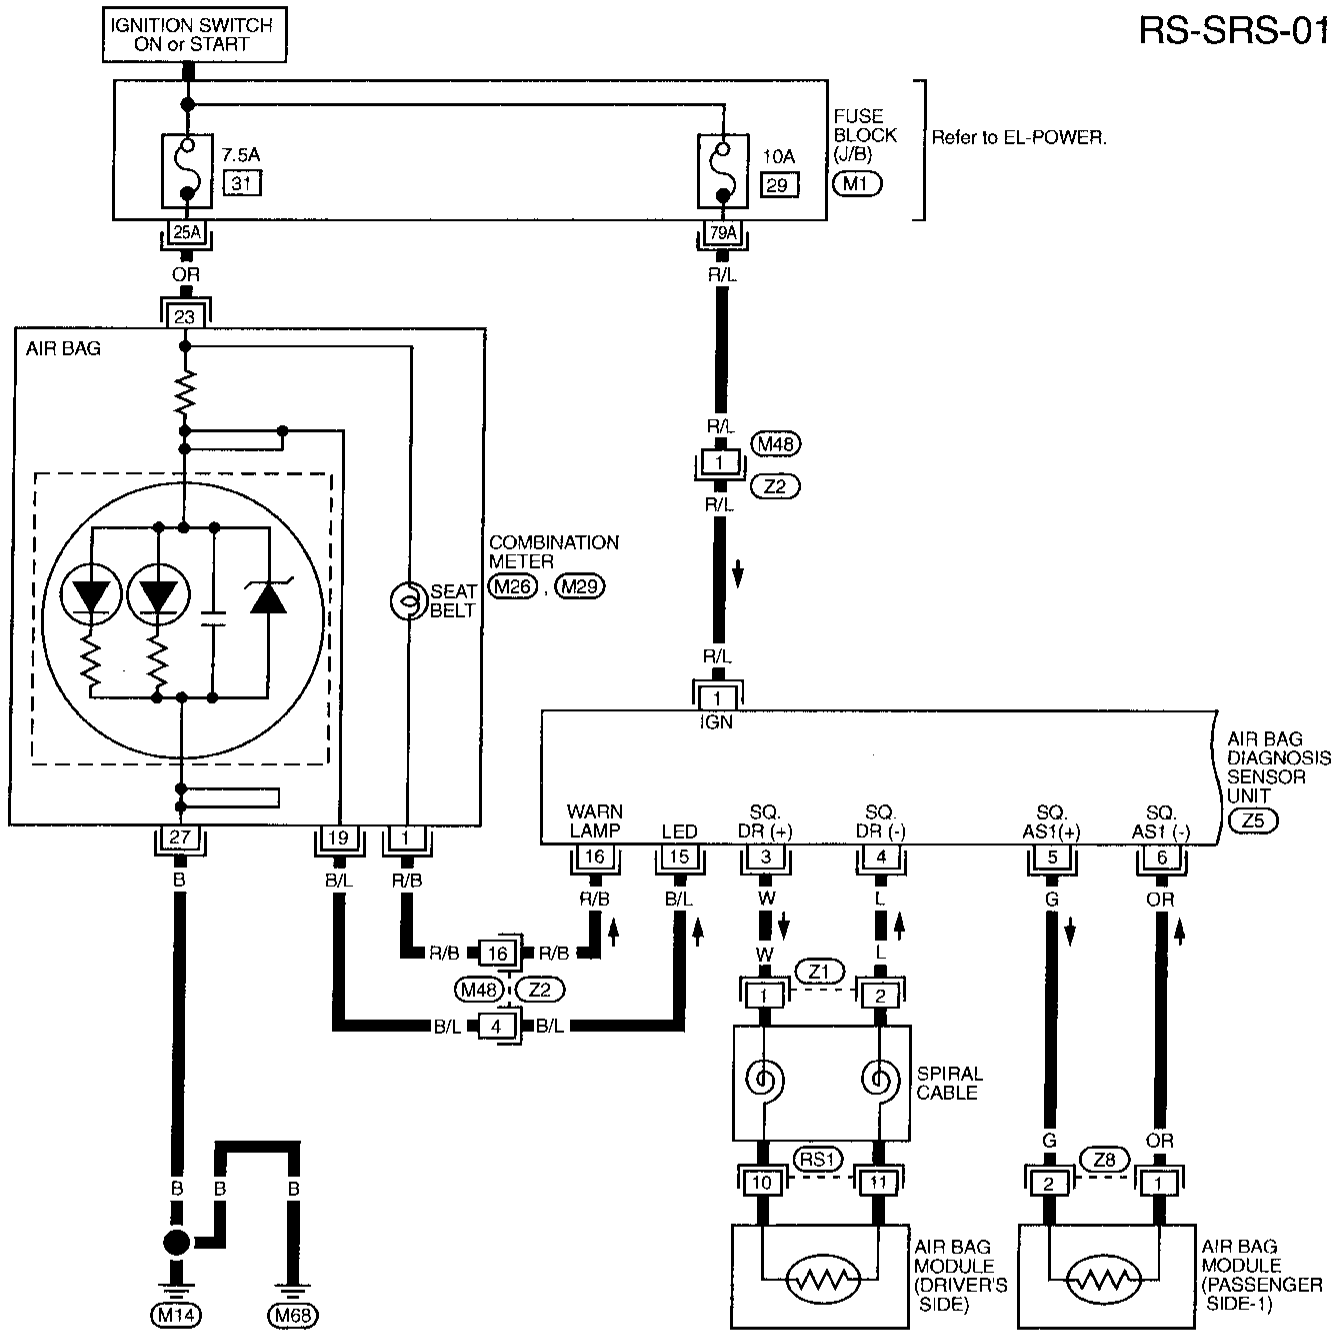 RS-SRS-01
IGNITION SWITCH
ON or START
7.5A
31
10A
29
FUSE
BLOCK
(J/B)
M1
Refer to EL-POWER.
25A
79A
OR
R/L
23
AIR BAG
R/L
M48
1
Z2
R/L
COMBINATION
METER
M26 , M29
SEAT
BELT
R/L
1
IGN
AIR BAG
DIAGNOSIS
SENSOR
UNIT
Z5
WARN
LAMP
LED
SQ.
DR (+)
SQ.
DR (-)
SQ.
AS1(+)
SQ.
AS1 (-)
27
19
1
16
15
3
4
5
6
B
B/L
R/B
R/B
B/L
W
L
G
OR
R/B
16
R/B
W
L
M48
Z2
Z1
1
2
B/L
4
B/L
SPIRAL
CABLE
G
OR
RS1
Z8
10
11
2
1
B
B
B
AIR BAG
MODULE
(DRIVER'S
SIDE)
AIR BAG
MODULE
(PASSENGER
SIDE-1)
M14
M68